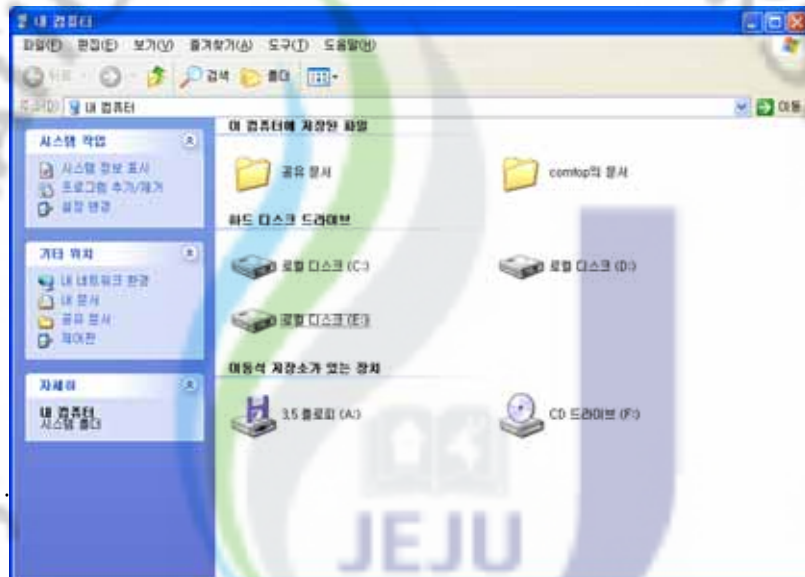 내 컴퓨터
파일(F) 편집(E) 보기(V) 즐겨찾기(A) 도구(T) 도움말(H)
뒤로 검색 폴더
주소(D) 내 컴퓨터 이동
시스템 작업
시스템 정보 표시
프로그램 추가/제거
설정 변경
기타 위치
내 네트워크 환경
내 문서
공유 문서
제어판
자세히
내 컴퓨터
시스템 폴더
이 컴퓨터에 저장된 파일
공유 문서 comtop의 문서
하드 디스크 드라이브
로컬 디스크 (C:) 로컬 디스크 (D:)
로컬 디스크 (E:)
이동식 저장소가 있는 장치
3.5 플로피 (A:) CD 드라이브 (F:)
JEJU